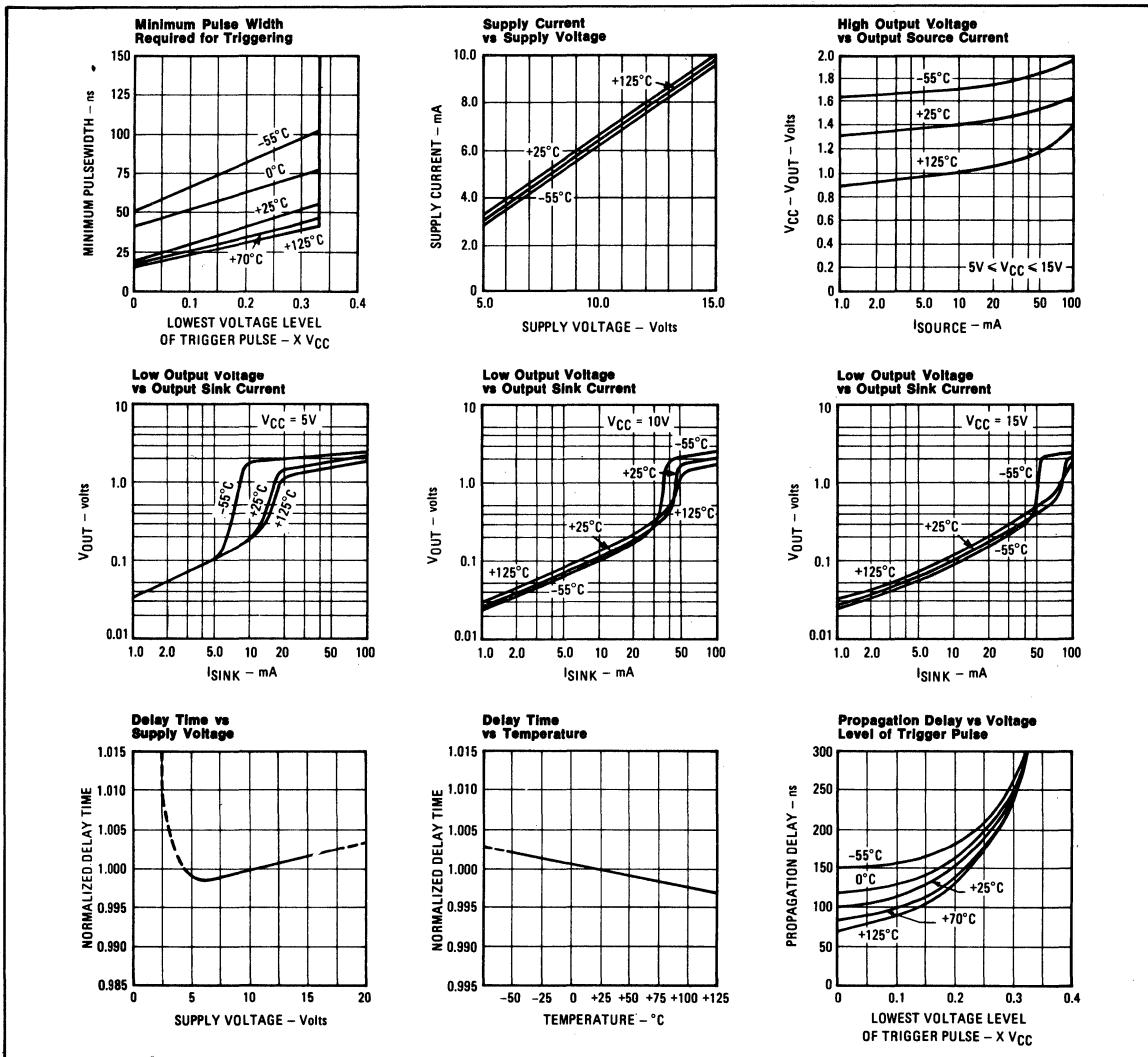 Minimum Pulse Width
Required for Triggering
150
125
100
75
50
25
0
MINIMUM PULSEWIDTH – ns
-55°C
0°C
+25°C
+70°C
+125°C
0
0.1
0.2
0.3
0.4
LOWEST VOLTAGE LEVEL
OF TRIGGER PULSE – X VCC
Supply Current
vs Supply Voltage
10.0
8.0
6.0
4.0
2.0
0
SUPPLY CURRENT – mA
+125°C
+25°C
-55°C
5.0
10.0
15.0
SUPPLY VOLTAGE – Volts
High Output Voltage
vs Output Source Current
2.0
1.8
1.6
1.4
1.2
1.0
0.8
0.6
0.4
0.2
0
VCC – VOUT – Volts
-55°C
+25°C
+125°C
5V ≤ VCC ≤ 15V
1.0
2.0
5.0
10
20
50
100
ISOURCE – mA
Low Output Voltage
vs Output Sink Current
10
1.0
0.1
0.01
VOUT – volts
VCC = 5V
-55°C
+25°C
+125°C
1.0
2.0
5.0
10
20
50
100
ISINK – mA
Low Output Voltage
vs Output Sink Current
10
1.0
0.1
0.01
VOUT – volts
VCC = 10V
-55°C
+25°C
+125°C
+25°C
+125°C
-55°C
1.0
2.0
5.0
10
20
50
100
ISINK – mA
Low Output Voltage
vs Output Sink Current
10
1.0
0.1
0.01
VOUT – volts
VCC = 15V
-55°C
+25°C
-55°C
+125°C
1.0
2.0
5.0
10
20
50
100
ISINK – mA
Delay Time vs
Supply Voltage
1.015
1.010
1.005
1.000
0.995
0.990
0.985
NORMALIZED DELAY TIME
0
5
10
15
20
SUPPLY VOLTAGE – Volts
Delay Time
vs Temperature
1.015
1.010
1.005
1.000
0.995
0.990
0.995
NORMALIZED DELAY TIME
-50
-25
0
+25
+50
+75
+100
+125
TEMPERATURE – °C
Propagation Delay vs Voltage
Level of Trigger Pulse
300
250
200
150
100
50
0
PROPAGATION DELAY – ns
-55°C
0°C
+25°C
+70°C
+125°C
0
0.1
0.2
0.3
0.4
LOWEST VOLTAGE LEVEL
OF TRIGGER PULSE – X VCC